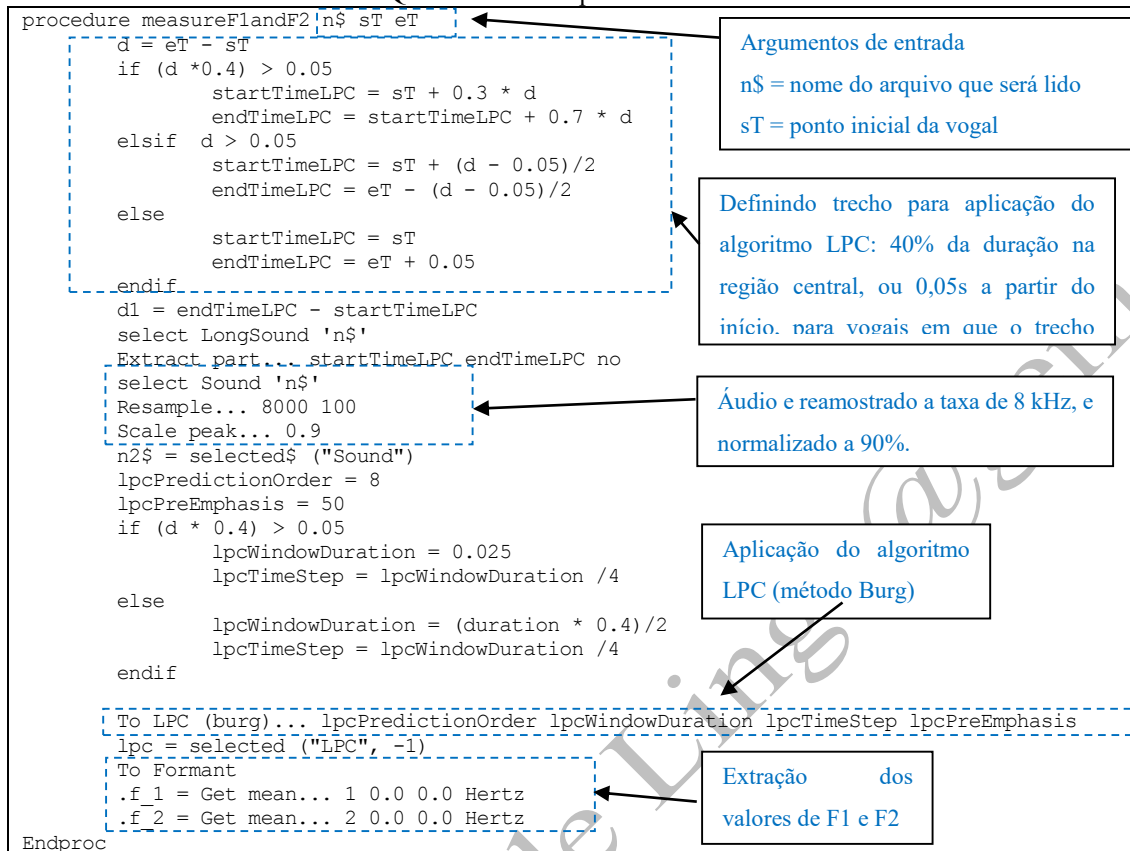 procedure measureF1andF2 n$ sT eT
d = eT - sT
if (d *0.4) > 0.05
startTimeLPC = sT + 0.3 * d
endTimeLPC = startTimeLPC + 0.7 * d
elsif d > 0.05
startTimeLPC = sT + (d - 0.05)/2
endTimeLPC = eT - (d - 0.05)/2
else
startTimeLPC = sT
endTimeLPC = eT + 0.05
endif
d1 = endTimeLPC - startTimeLPC
select LongSound 'n$'
Extract part... startTimeLPC endTimeLPC no
select Sound 'n$'
Resample... 8000 100
Scale peak... 0.9
n2$ = selected$ ("Sound")
lpcPredictionOrder = 8
lpcPreEmphasis = 50
if (d * 0.4) > 0.05
lpcWindowDuration = 0.025
lpcTimeStep = lpcWindowDuration /4
else
lpcWindowDuration = (duration * 0.4)/2
lpcTimeStep = lpcWindowDuration /4
endif
To LPC (burg)... lpcPredictionOrder lpcWindowDuration lpcTimeStep lpcPreEmphasis
lpc = selected ("LPC", -1)
To Formant
.f_1 = Get mean... 1 0.0 0.0 Hertz
.f_2 = Get mean... 2 0.0 0.0 Hertz
Endproc
Argumentos de entrada
n$ = nome do arquivo que será lido
sT = ponto inicial da vogal
Definindo trecho para aplicação do
algoritmo LPC: 40% da duração na
região central, ou 0,05s a partir do
início, para vogais em que o trecho
Áudio e reamostrado a taxa de 8 kHz, e
normalizado a 90%.
Aplicação do algoritmo
LPC (método Burg)
Extração dos
valores de F1 e F2
de Ling @